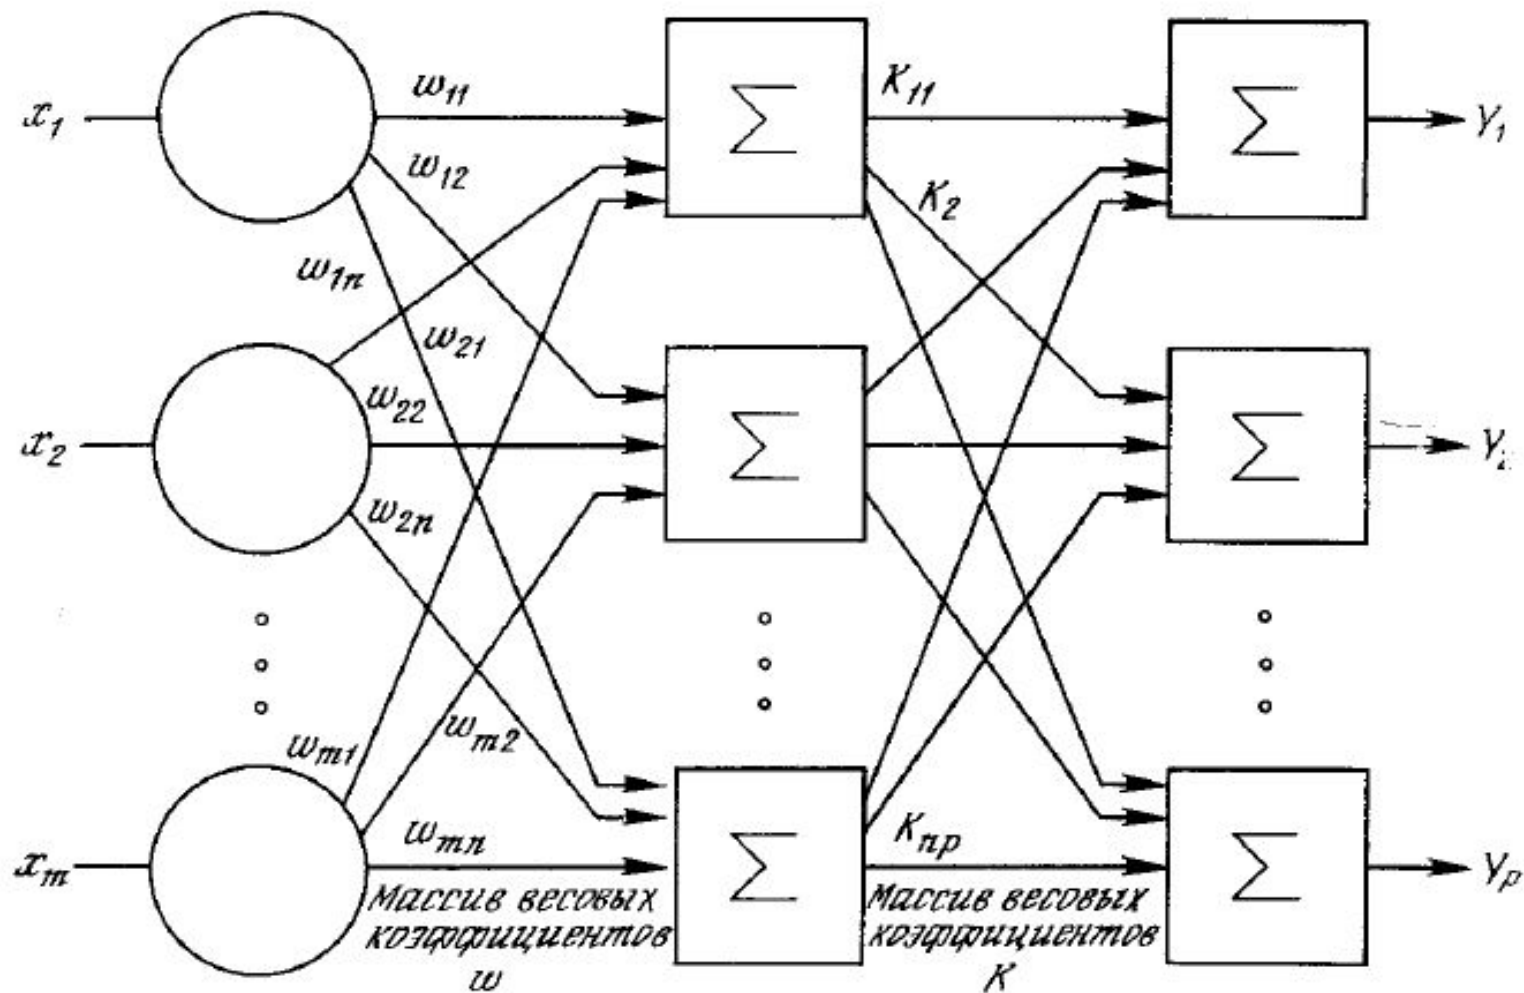 x₁
w₁₁
Σ
K₁₁
Σ
y₁
w₁₂
K₂
w₁ₙ
w₂₁
x₂
w₂₂
Σ
Σ
y₂
w₂ₙ
wₘ₁
wₘ₂
xₘ
wₘₙ
Σ
Kₙₚ
Σ
yₚ
Массив весовых
коэффициентов
w
Массив весовых
коэффициентов
K